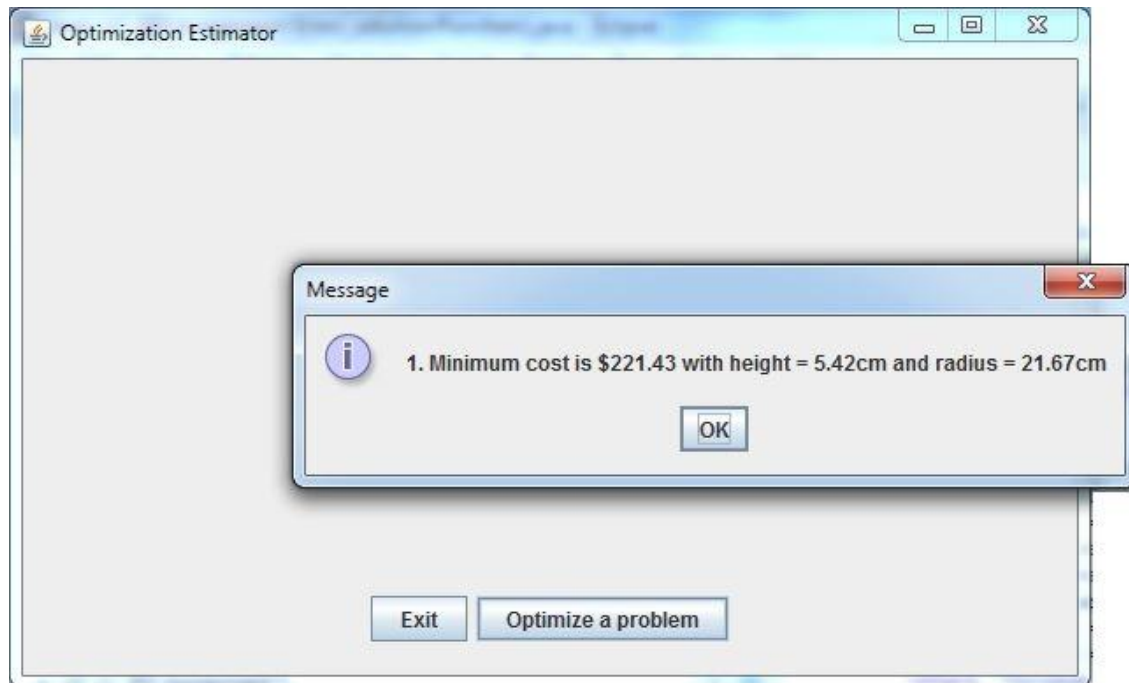 Optimization Estimator
Message
1. Minimum cost is $221.43 with height = 5.42cm and radius = 21.67cm
OK
Exit
Optimize a problem